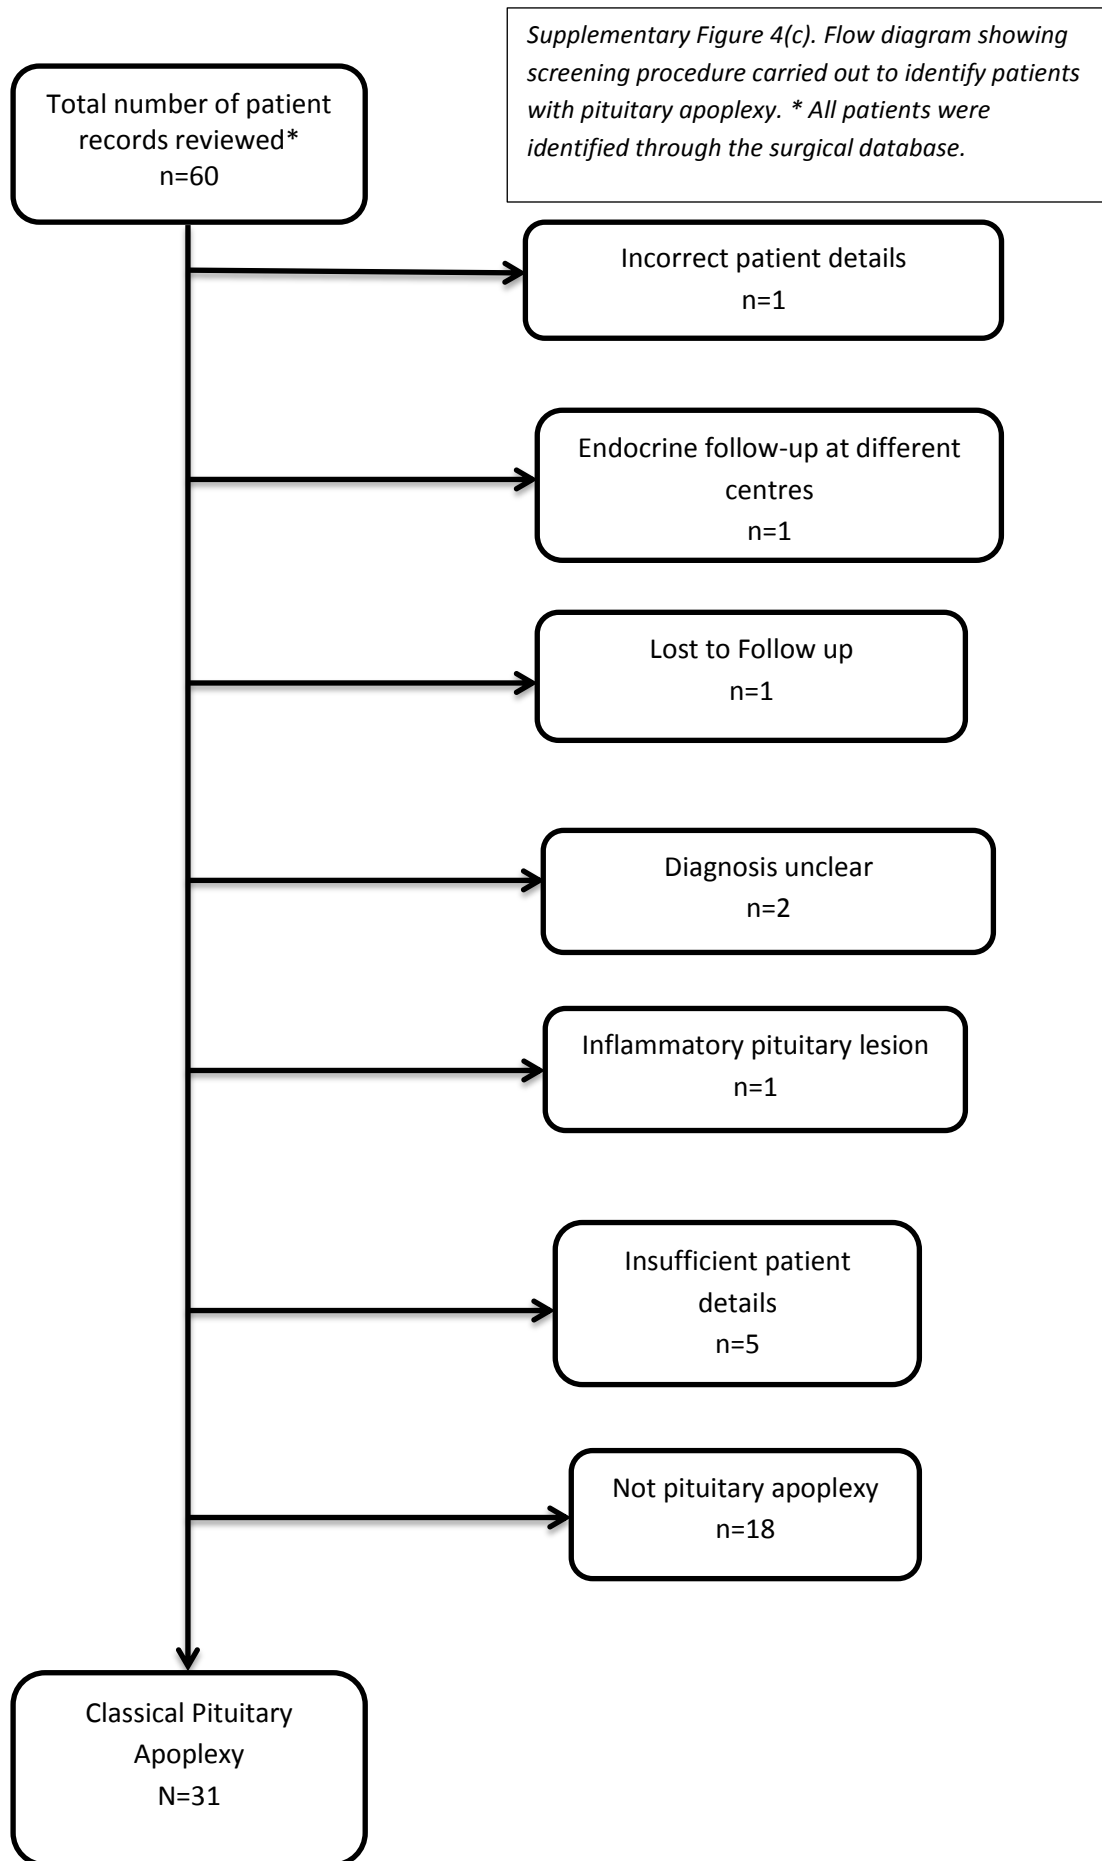 Supplementary Figure 4(c). Flow diagram showing
screening procedure carried out to identify patients
with pituitary apoplexy. * All patients were
identified through the surgical database.
Total number of patient
records reviewed*
n=60
Incorrect patient details
n=1
Endocrine follow-up at different
centres
n=1
Lost to Follow up
n=1
Diagnosis unclear
n=2
Inflammatory pituitary lesion
n=1
Insufficient patient
details
n=5
Not pituitary apoplexy
n=18
Classical Pituitary
Apoplexy
N=31